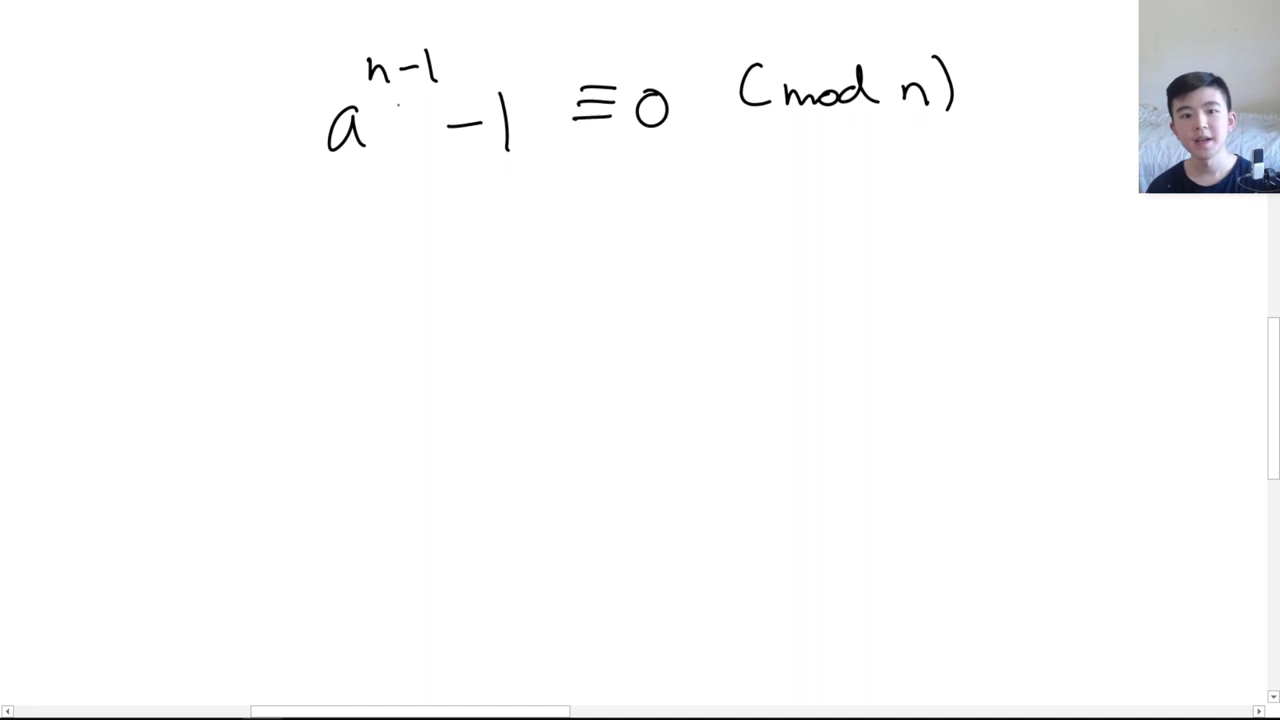 a^{n-1} - 1 ≡ 0 (mod n)